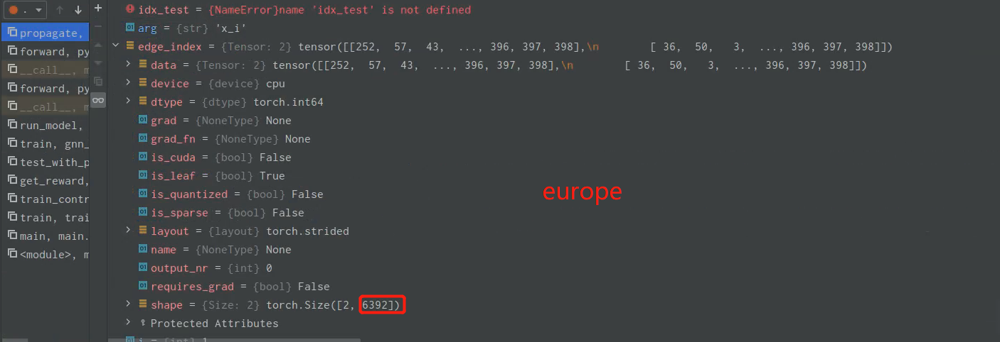 idx_test = {NameError}name 'idx_test' is not defined
arg = {str} 'x_i'
propagate,
edge_index = {Tensor: 2} tensor([[252, 57, 43, ..., 396, 397, 398],\n [ 36, 50, 3, ..., 396, 397, 398]])
forward, py
data = {Tensor: 2} tensor([[252, 57, 43, ..., 396, 397, 398],\n [ 36, 50, 3, ..., 396, 397, 398]])
__call__, m
device = {device} cpu
forward, py
dtype = {dtype} torch.int64
__call__, m
grad = {NoneType} None
run_model,
grad_fn = {NoneType} None
train, gnn_
is_cuda = {bool} False
test_with_p
is_leaf = {bool} True
get_reward,
is_quantized = {bool} False
europe
train_contr
is_sparse = {bool} False
train, trai
layout = {layout} torch.strided
main, main.
name = {NoneType} None
<module>, m
output_nr = {int} 0
requires_grad = {bool} False
shape = {Size: 2} torch.Size([2, 6392])
Protected Attributes
i = {int} 1